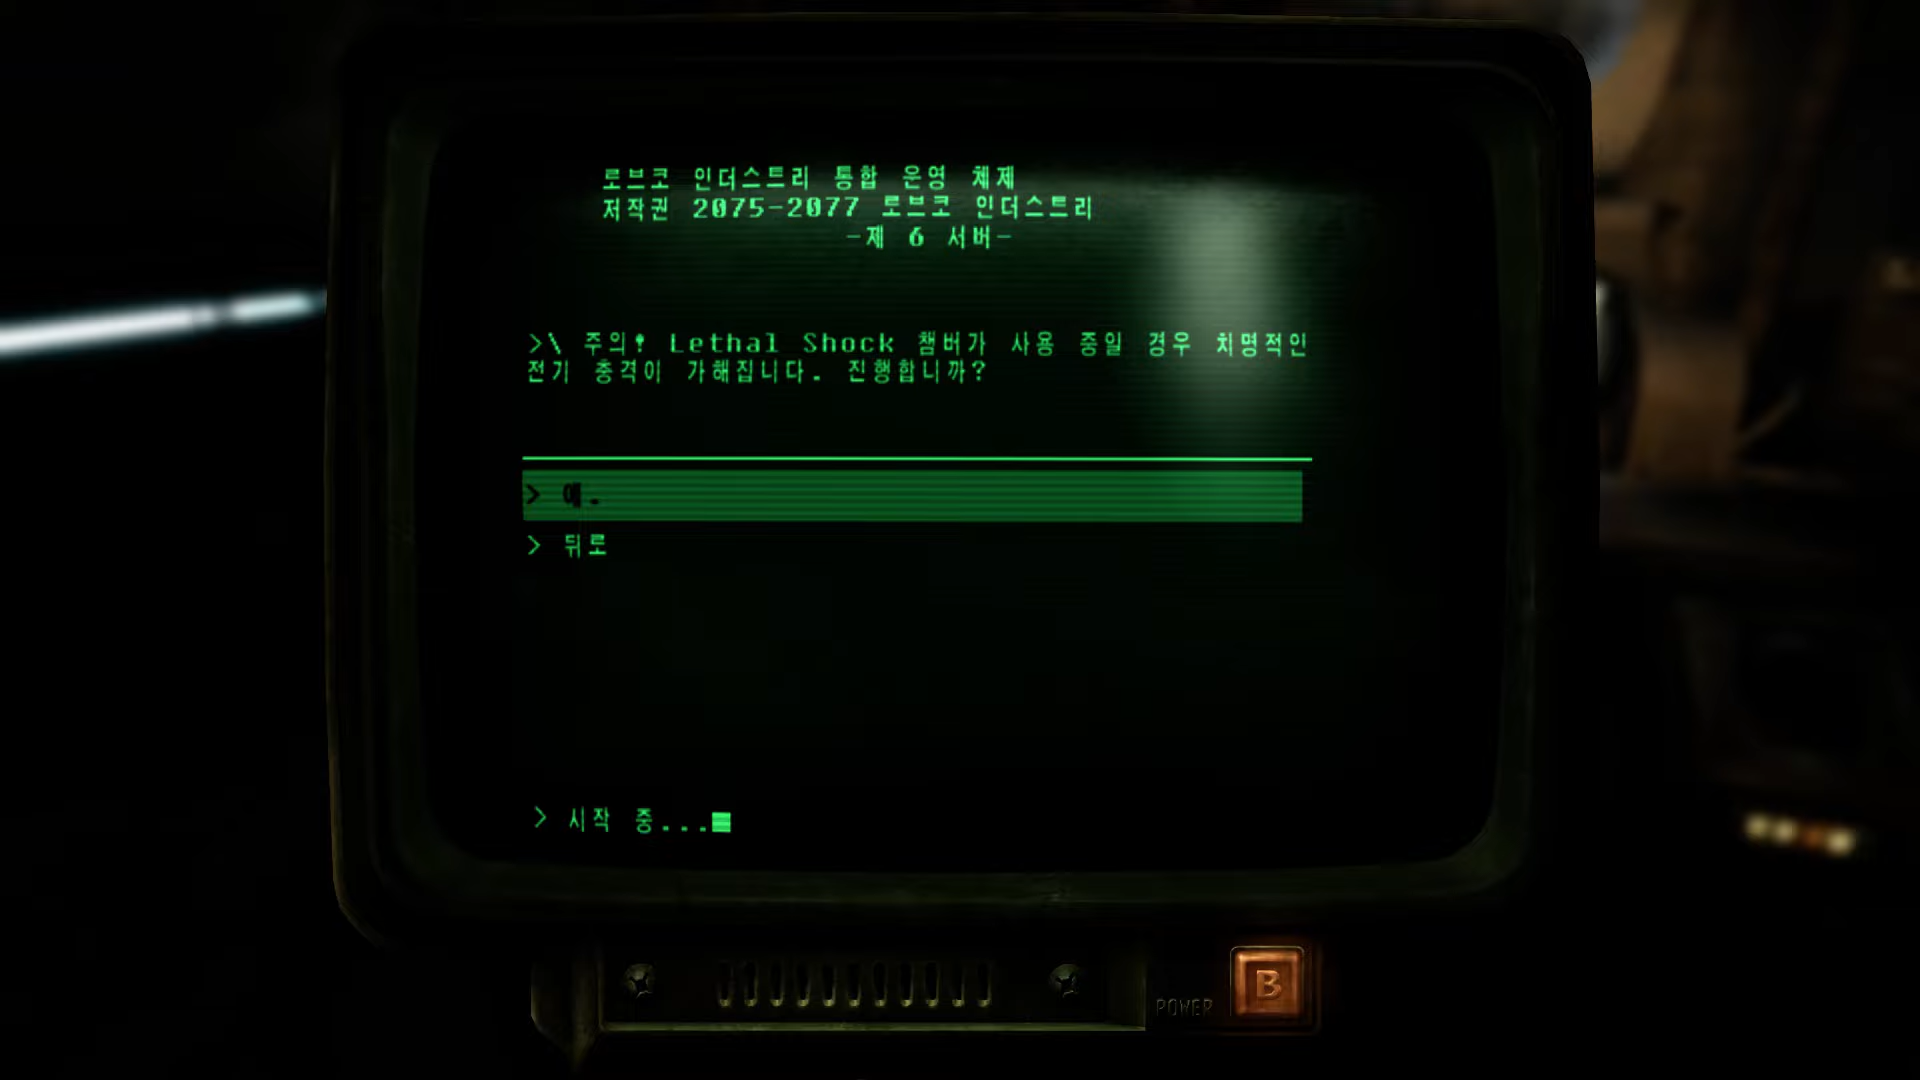 로브코 인더스트리 통합 운영 체제
저작권 2075-2077 로브코 인더스트리
-제 6 서버-
>\ 주의! Lethal Shock 챔버가 사용 중일 경우 치명적인
전기 충격이 가해집니다. 진행합니까?
> 예.
> 뒤로
> 시작 중...
POWER B